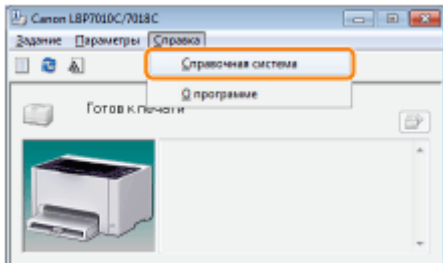 Canon LBP7010C/7018C
Задание Параметры Справка
Справочная система
О программе
Готов к печати